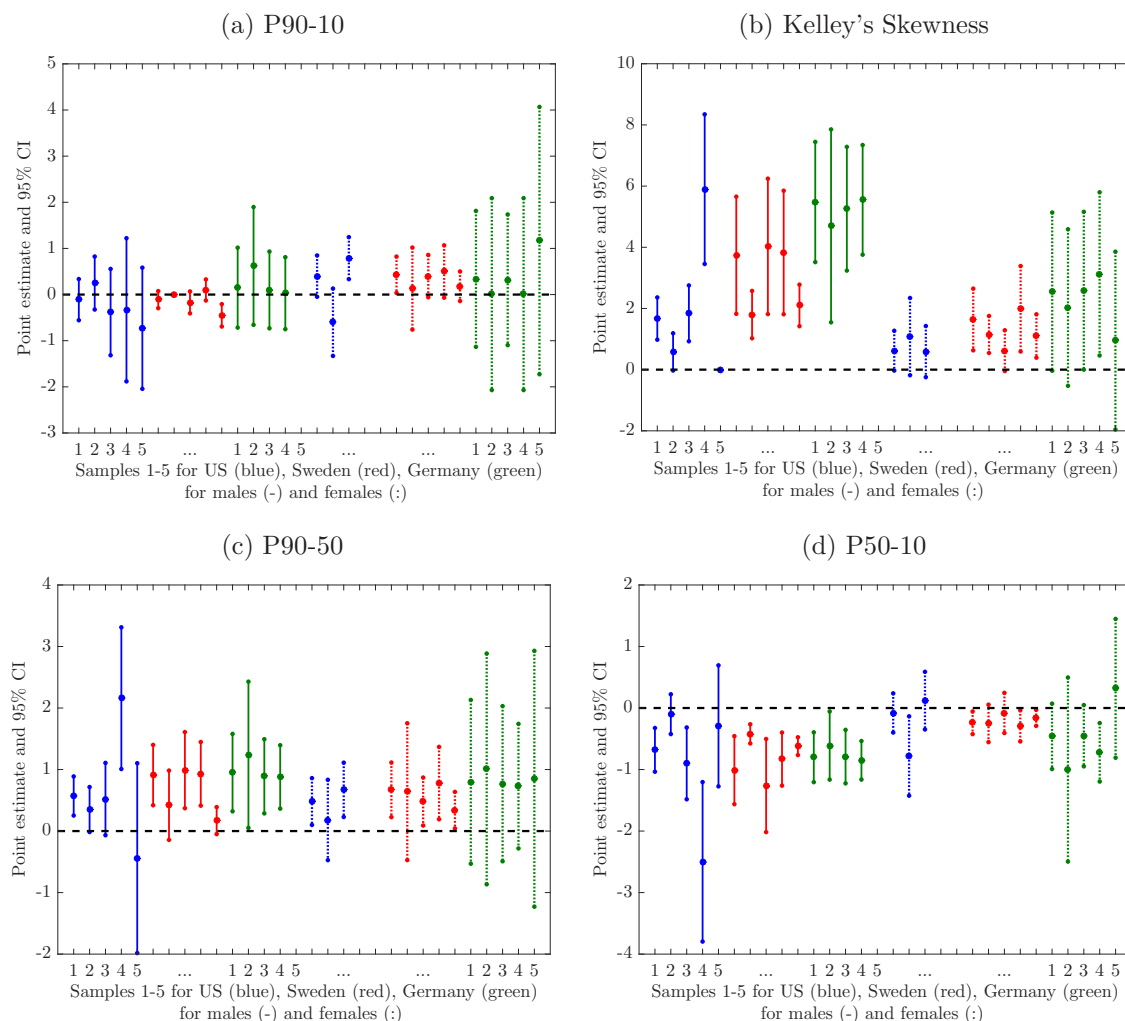 (a) P90-10
5
4
3
2
1
0
-1
-2
-3
Point estimate and 95% CI
1 2 3 4 5 ... 1 2 3 4 5 ... ... 1 2 3 4 5
Samples 1-5 for US (blue), Sweden (red), Germany (green)
for males (-) and females (:)
(b) Kelley's Skewness
10
8
6
4
2
0
-2
Point estimate and 95% CI
1 2 3 4 5 ... 1 2 3 4 5 ... ... 1 2 3 4 5
Samples 1-5 for US (blue), Sweden (red), Germany (green)
for males (-) and females (:)
(c) P90-50
4
3
2
1
0
-1
-2
Point estimate and 95% CI
1 2 3 4 5 ... 1 2 3 4 5 ... ... 1 2 3 4 5
Samples 1-5 for US (blue), Sweden (red), Germany (green)
for males (-) and females (:)
(d) P50-10
2
1
0
-1
-2
-3
-4
Point estimate and 95% CI
1 2 3 4 5 ... 1 2 3 4 5 ... ... 1 2 3 4 5
Samples 1-5 for US (blue), Sweden (red), Germany (green)
for males (-) and females (:)